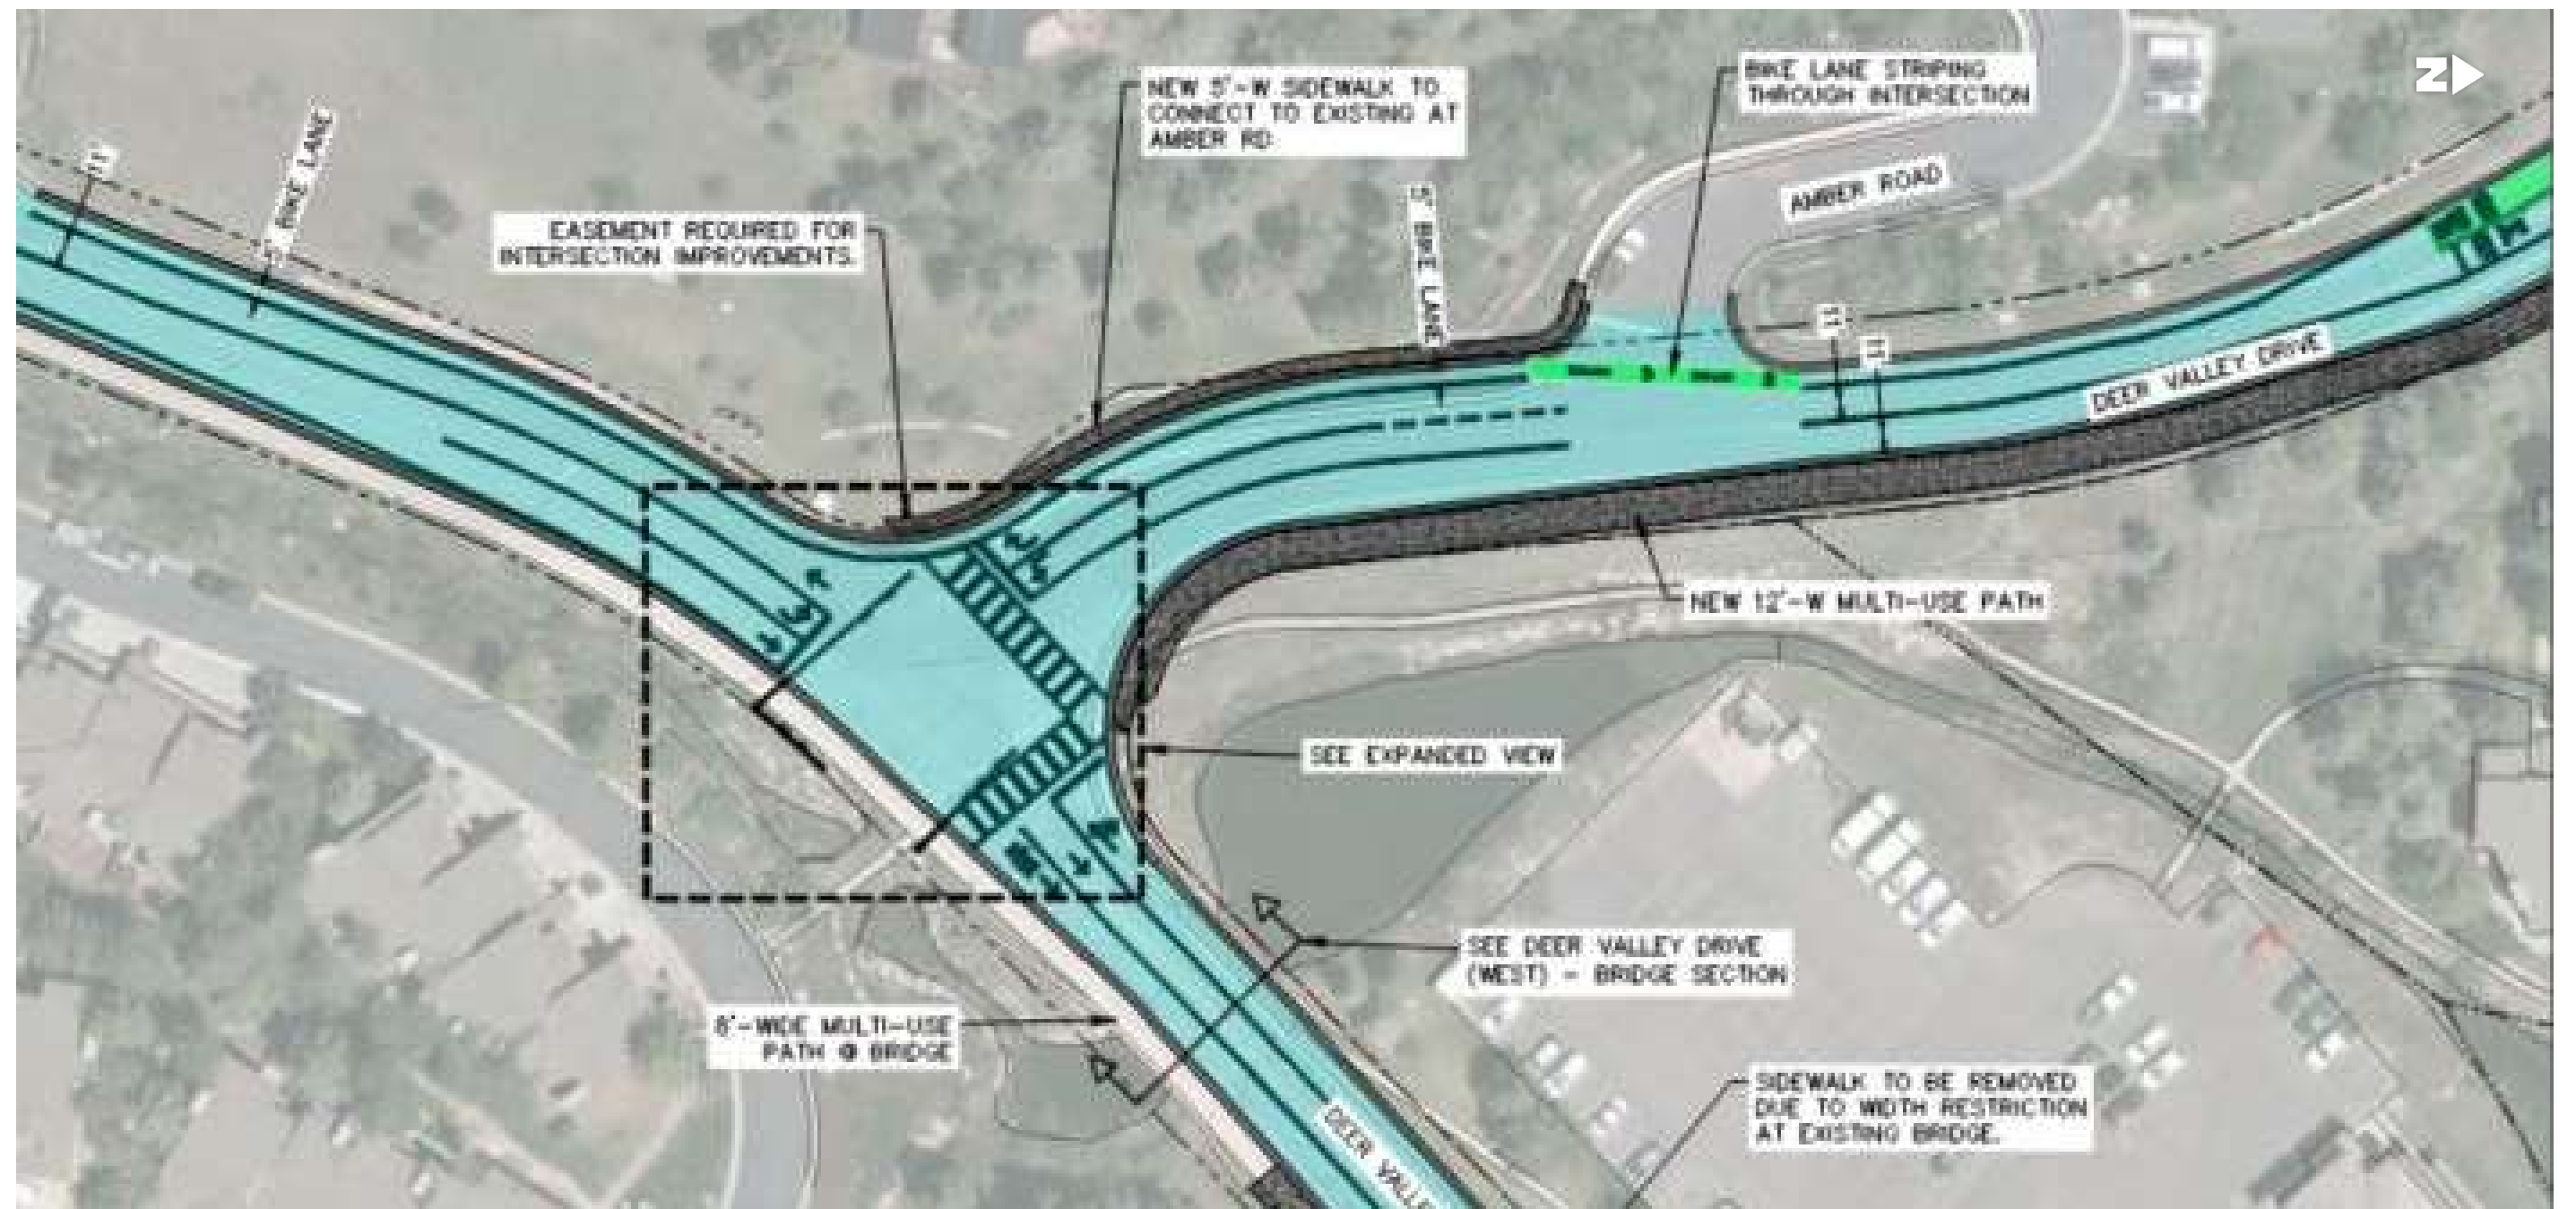 Z
NEW 5'-W SIDEWALK TO
CONNECT TO EXISTING AT
AMBER RD
BIKE LANE STRIPING
THROUGH INTERSECTION
11'
BIKE LANE
EASEMENT REQUIRED FOR
INTERSECTION IMPROVEMENTS.
5' BIKE LANE
AMBER ROAD
11'
11'
DEER VALLEY DRIVE
NEW 12'-W MULTI-USE PATH
SEE EXPANDED VIEW
SEE DEER VALLEY DRIVE
(WEST) - BRIDGE SECTION
8'-WIDE MULTI-USE
PATH @ BRIDGE
SIDEWALK TO BE REMOVED
DUE TO WIDTH RESTRICTION
AT EXISTING BRIDGE.
DEER VALLE